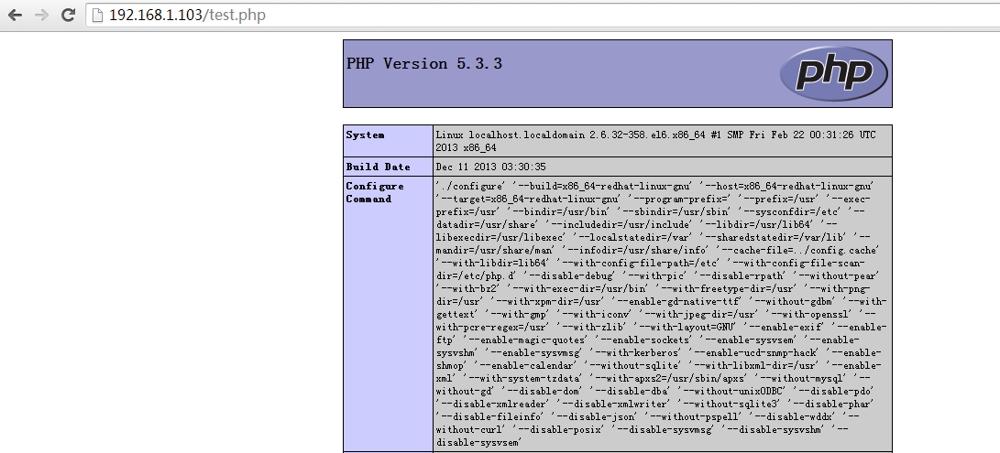 192.168.1.103/test.php
PHP Version 5.3.3
php
System
Linux localhost.localdomain 2.6.32-358.el6.x86_64 #1 SMP Fri Feb 22 00:31:26 UTC
2013 x86_64
Build Date
Dec 11 2013 03:30:35
Configure
Command
'./configure' '--build=x86_64-redhat-linux-gnu' '--host=x86_64-redhat-linux-gnu'
'--target=x86_64-redhat-linux-gnu' '--program-prefix=' '--prefix=/usr' '--exec-
prefix=/usr' '--bindir=/usr/bin' '--sbindir=/usr/sbin' '--sysconfdir=/etc' '--
datadir=/usr/share' '--includedir=/usr/include' '--libdir=/usr/lib64' '--
libexecdir=/usr/libexec' '--localstatedir=/var' '--sharedstatedir=/var/lib' '--
mandir=/usr/share/man' '--infodir=/usr/share/info' '--cache-file=../config.cache'
'--with-libdir=lib64' '--with-config-file-path=/etc' '--with-config-file-scan-
dir=/etc/php.d' '--disable-debug' '--with-pic' '--disable-rpath' '--without-pear'
'--with-bz2' '--with-exec-dir=/usr/bin' '--with-freetype-dir=/usr' '--with-png-
dir=/usr' '--with-xpm-dir=/usr' '--enable-gd-native-ttf' '--without-gdbm' '--with-
gettext' '--with-gmp' '--with-iconv' '--with-jpeg-dir=/usr' '--with-openssl' '--
with-pcre-regex=/usr' '--with-zlib' '--with-layout=GNU' '--enable-exif' '--enable-
ftp' '--enable-magic-quotes' '--enable-sockets' '--enable-sysvsem' '--enable-
sysvshm' '--enable-sysvmsg' '--with-kerberos' '--enable-ucd-snmp-hack' '--enable-
shmop' '--enable-calendar' '--without-sqlite' '--with-libxml-dir=/usr' '--enable-
xml' '--with-system-tzdata' '--with-apxs2=/usr/sbin/apxs' '--without-mysql' '--
without-gd' '--disable-dom' '--disable-dba' '--without-unixODBC' '--disable-pdo'
'--disable-xmlreader' '--disable-xmlwriter' '--without-sqlite3' '--disable-phar'
'--disable-fileinfo' '--disable-json' '--without-pspell' '--disable-wddx' '--
without-curl' '--disable-posix' '--disable-sysvmsg' '--disable-sysvshm' '--
disable-sysvsem'